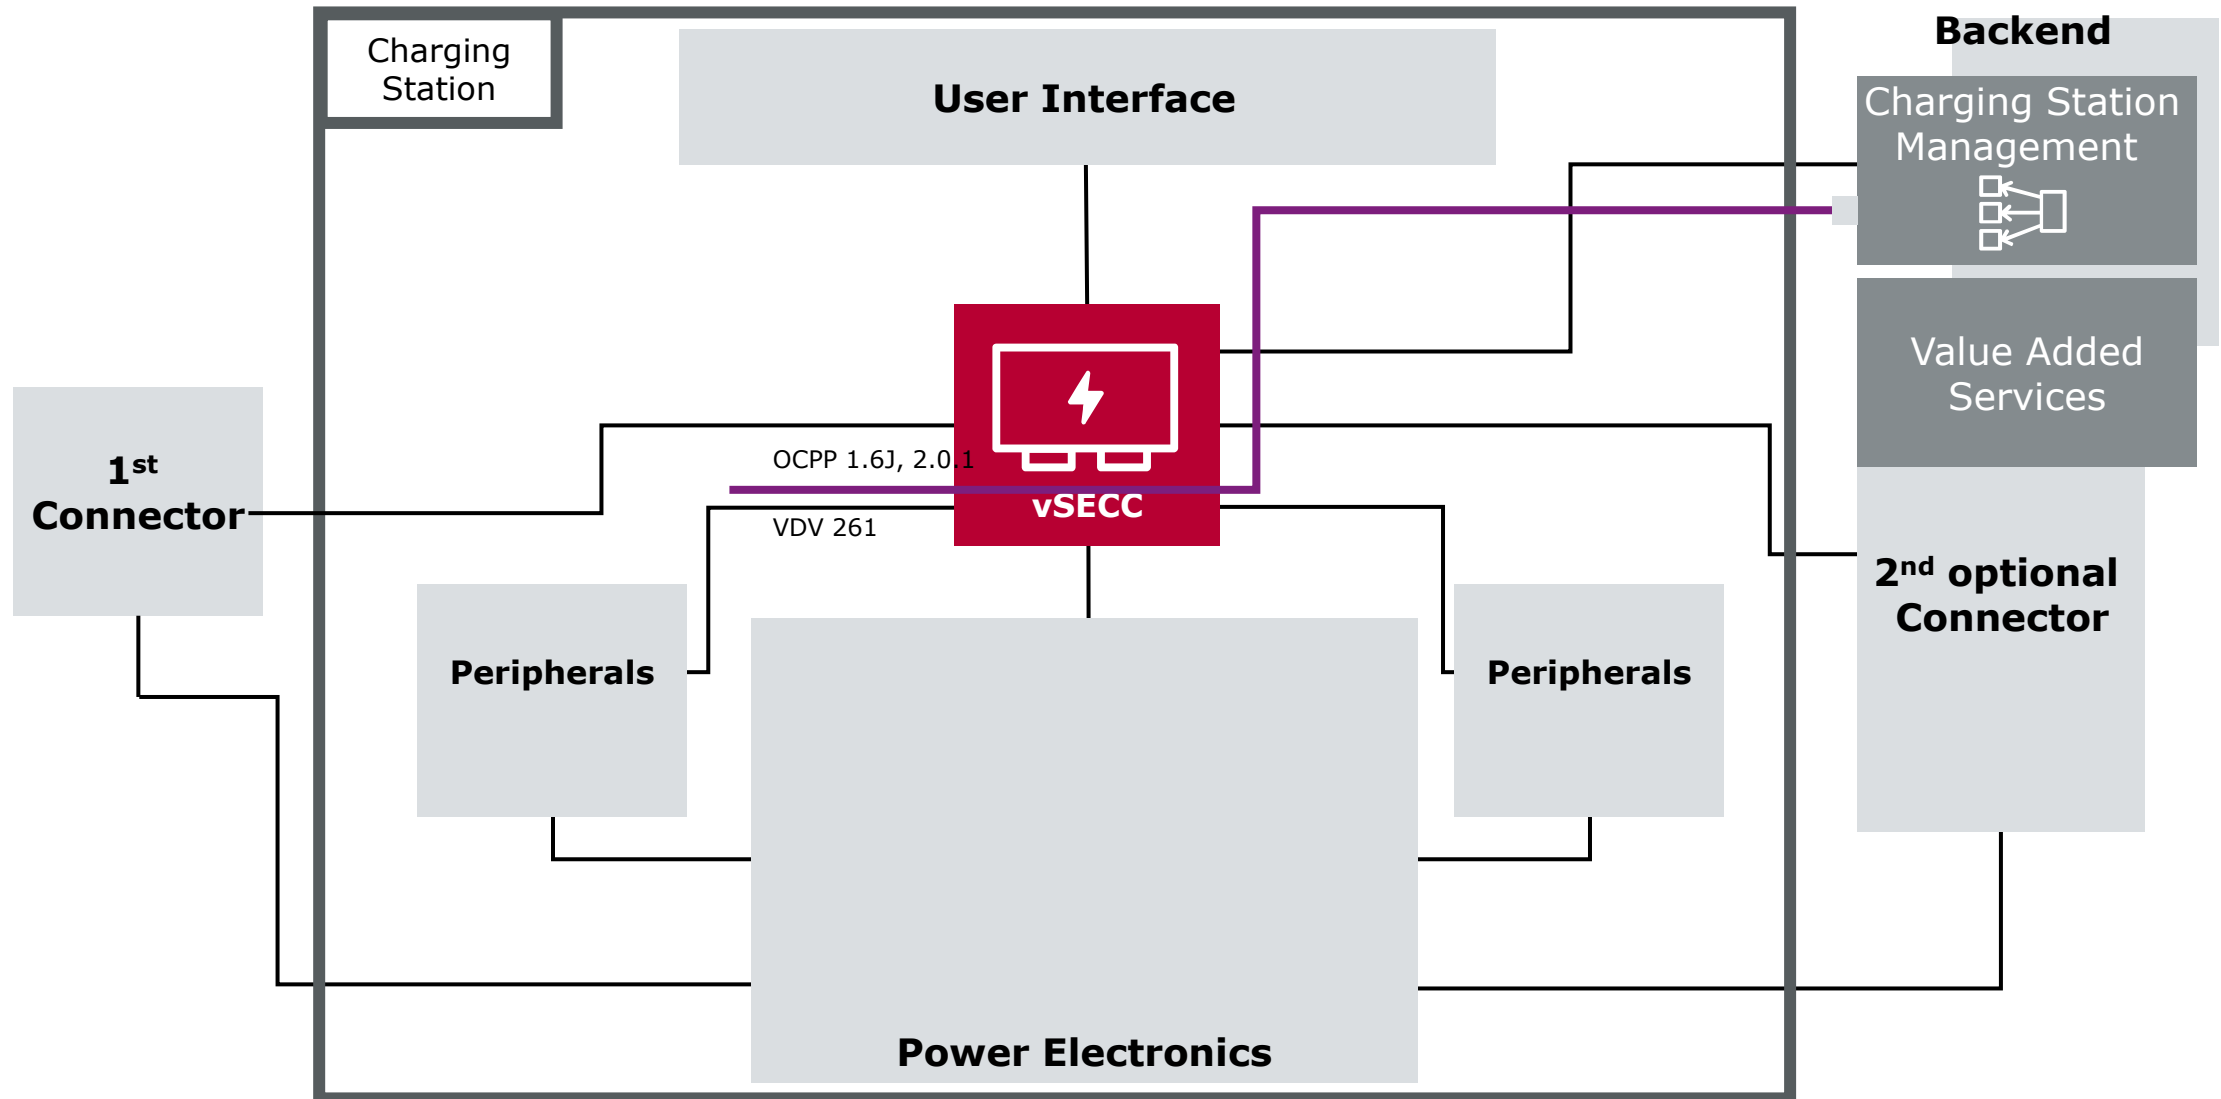 Charging
Station
User Interface
Backend
Charging Station
Management
Value Added
Services
1st
Connector
OCPP 1.6J, 2.0.1
vSECC
VDV 261
2nd optional
Connector
Peripherals
Peripherals
Power Electronics